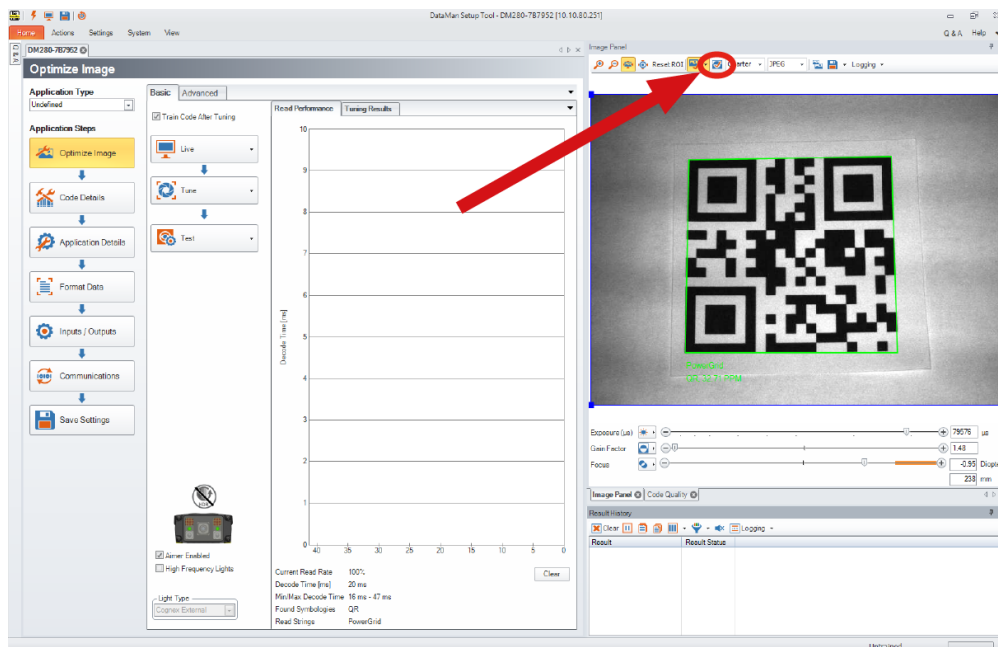 DataMan Setup Tool - DM280-7B7952 [10.10.80.251]
Home Actions Settings System View
Q & A Help
DM280-7B7952
Optimize Image
Application Type
Undefined
Application Steps
Optimize Image
Code Details
Application Details
Format Data
Inputs / Outputs
Communications
Save Settings
Basic Advanced
Train Code After Tuning
Live
Tune
Test
Aimer Enabled
High Frequency Lights
Light Type
Cognex External
Read Performance Tuning Results
Decode Time [ms]
10
9
8
7
6
5
4
3
2
1
0
40 35 30 25 20 15 10 5 0
Current Read Rate 100%
Decode Time [ms] 20 ms
Min/Max Decode Time 16 ms - 47 ms
Found Symbologies QR
Read Strings PowerGrid
Clear
Image Panel
Reset ROI JPEG Logging
PowerGrid
Exposure (µs) 79576 µs
Gain Factor 1.48
Focus -0.95 Diopt
238 mm
Image Panel Code Quality
Result History
Clear Logging
Result Result Status
Untrained